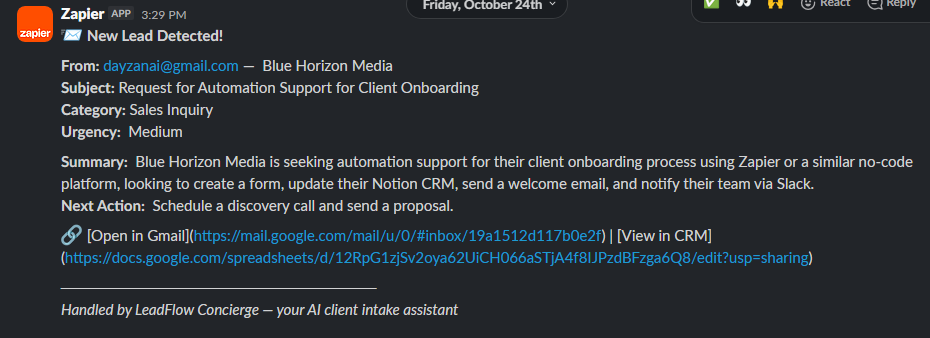 Friday, October 24th
React
Reply
zapier
Zapier APP 3:29 PM
New Lead Detected!
From: dayzanai@gmail.com — Blue Horizon Media
Subject: Request for Automation Support for Client Onboarding
Category: Sales Inquiry
Urgency: Medium
Summary: Blue Horizon Media is seeking automation support for their client onboarding process using Zapier or a similar no-code
platform, looking to create a form, update their Notion CRM, send a welcome email, and notify their team via Slack.
Next Action: Schedule a discovery call and send a proposal.
[Open in Gmail](https://mail.google.com/mail/u/0/#inbox/19a1512d117b0e2f) | [View in CRM]
(https://docs.google.com/spreadsheets/d/12RpG1zjSv2oya62UiCH066aSTjA4f8IJPzdBFzga6Q8/edit?usp=sharing)
Handled by LeadFlow Concierge — your AI client intake assistant